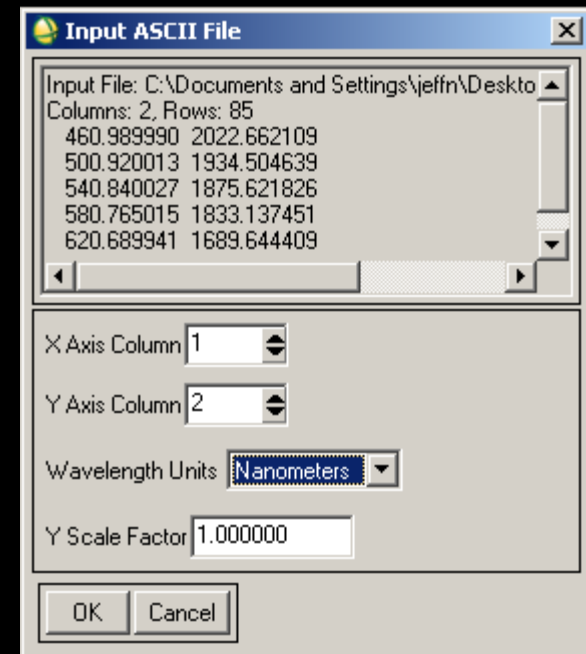 Input ASCII File
Input File: C:\Documents and Settings\jeffn\Deskto
Columns: 2, Rows: 85
460.989990 2022.662109
500.920013 1934.504639
540.840027 1875.621826
580.765015 1833.137451
620.689941 1689.644409
X Axis Column 1
Y Axis Column 2
Wavelength Units Nanometers
Y Scale Factor 1.000000
OK Cancel